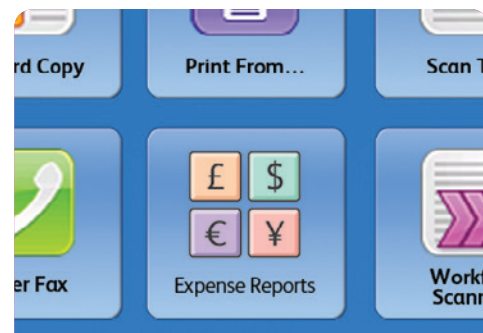 rd Copy
Print From...
Scan T
£ $
€ ¥
er Fax
Expense Reports
Workf
Scann